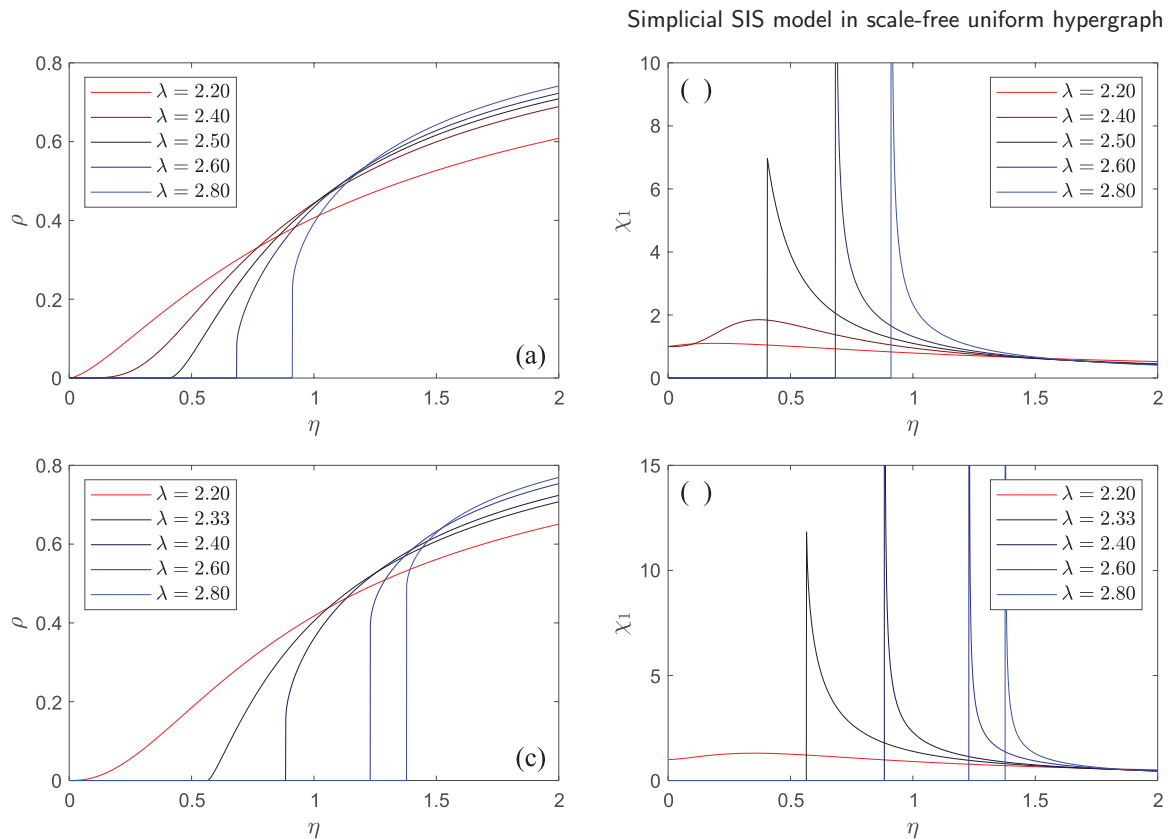 Simplicial SIS model in scale-free uniform hypergraph
0.8
0.6
0.4
0.2
0
ρ
λ = 2.20
λ = 2.40
λ = 2.50
λ = 2.60
λ = 2.80
(a)
0 0.5 1 1.5 2
η
10
8
6
4
2
0
χ1
( )
λ = 2.20
λ = 2.40
λ = 2.50
λ = 2.60
λ = 2.80
0 0.5 1 1.5 2
η
0.8
0.6
0.4
0.2
0
ρ
λ = 2.20
λ = 2.33
λ = 2.40
λ = 2.60
λ = 2.80
(c)
0 0.5 1 1.5 2
η
15
10
5
0
χ1
( )
λ = 2.20
λ = 2.33
λ = 2.40
λ = 2.60
λ = 2.80
0 0.5 1 1.5 2
η